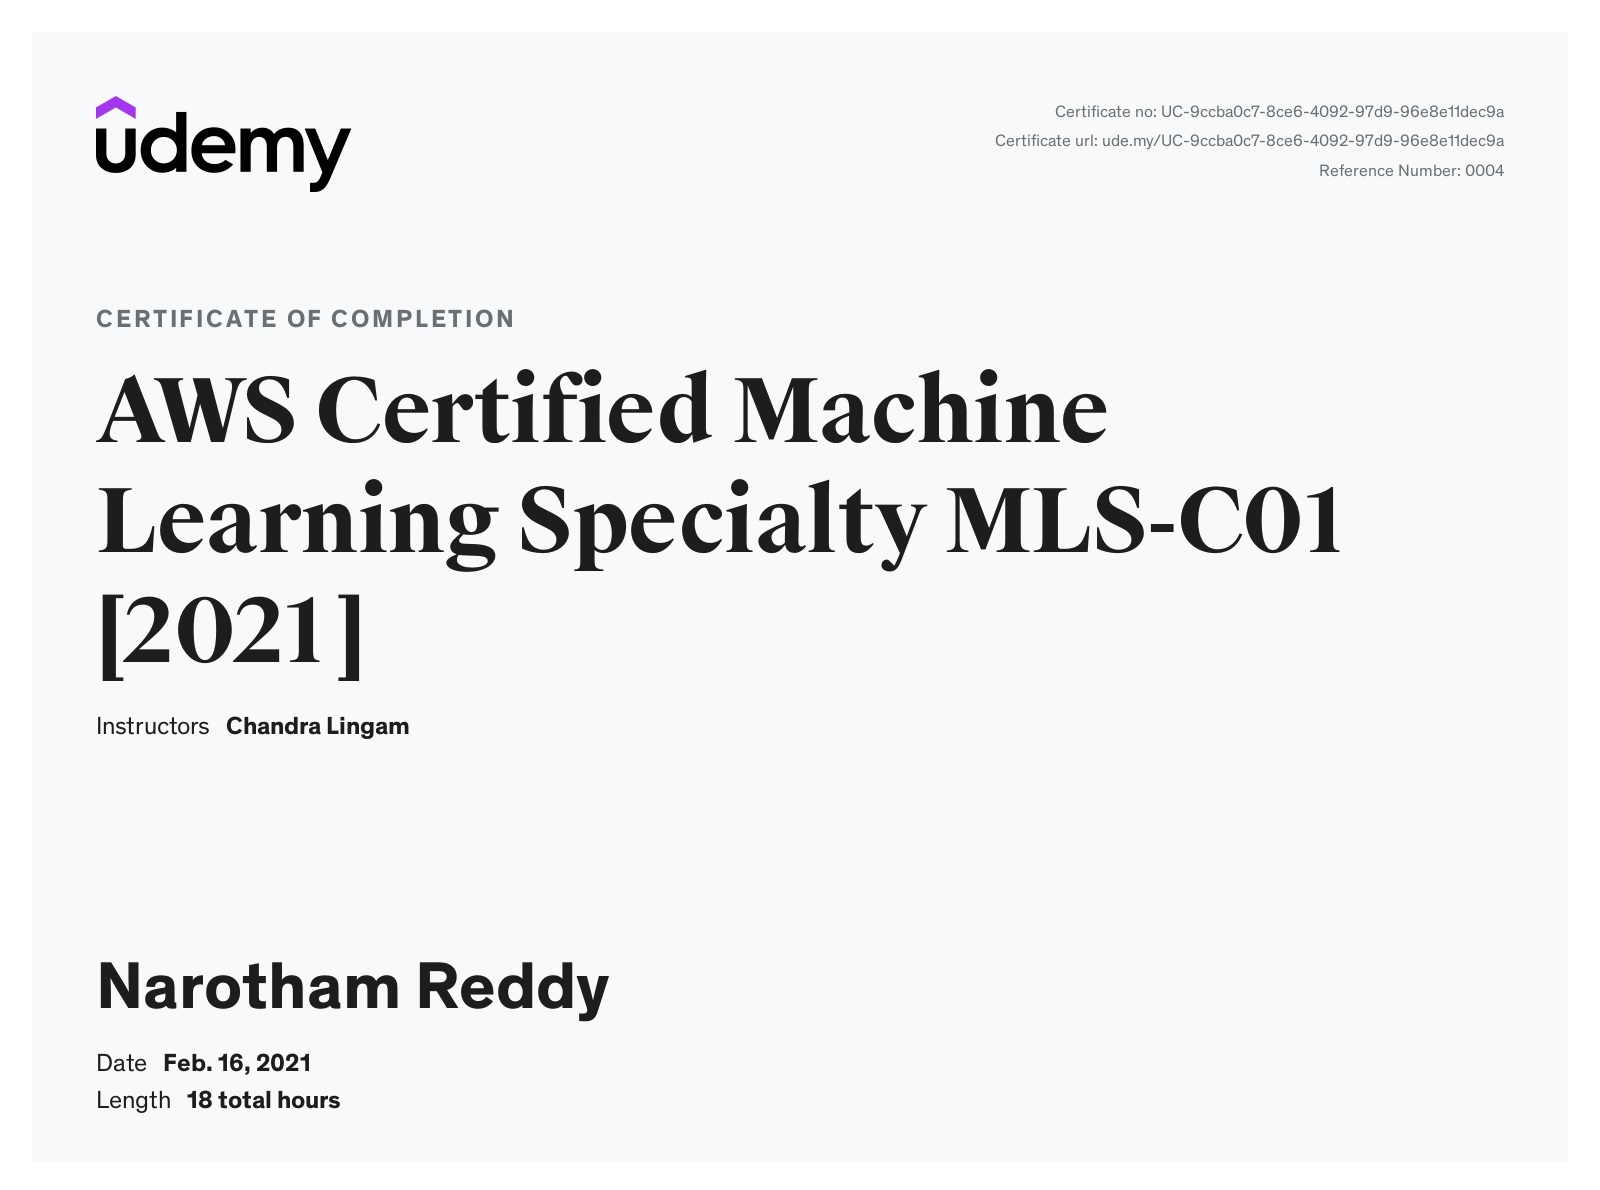 udemy
Certificate no: UC-9ccba0c7-8ce6-4092-97d9-96e8e11dec9a
Certificate url: ude.my/UC-9ccba0c7-8ce6-4092-97d9-96e8e11dec9a
Reference Number: 0004
CERTIFICATE OF COMPLETION
AWS Certified Machine
Learning Specialty MLS-C01
[2021]
Instructors Chandra Lingam
Narotham Reddy
Date Feb. 16, 2021
Length 18 total hours